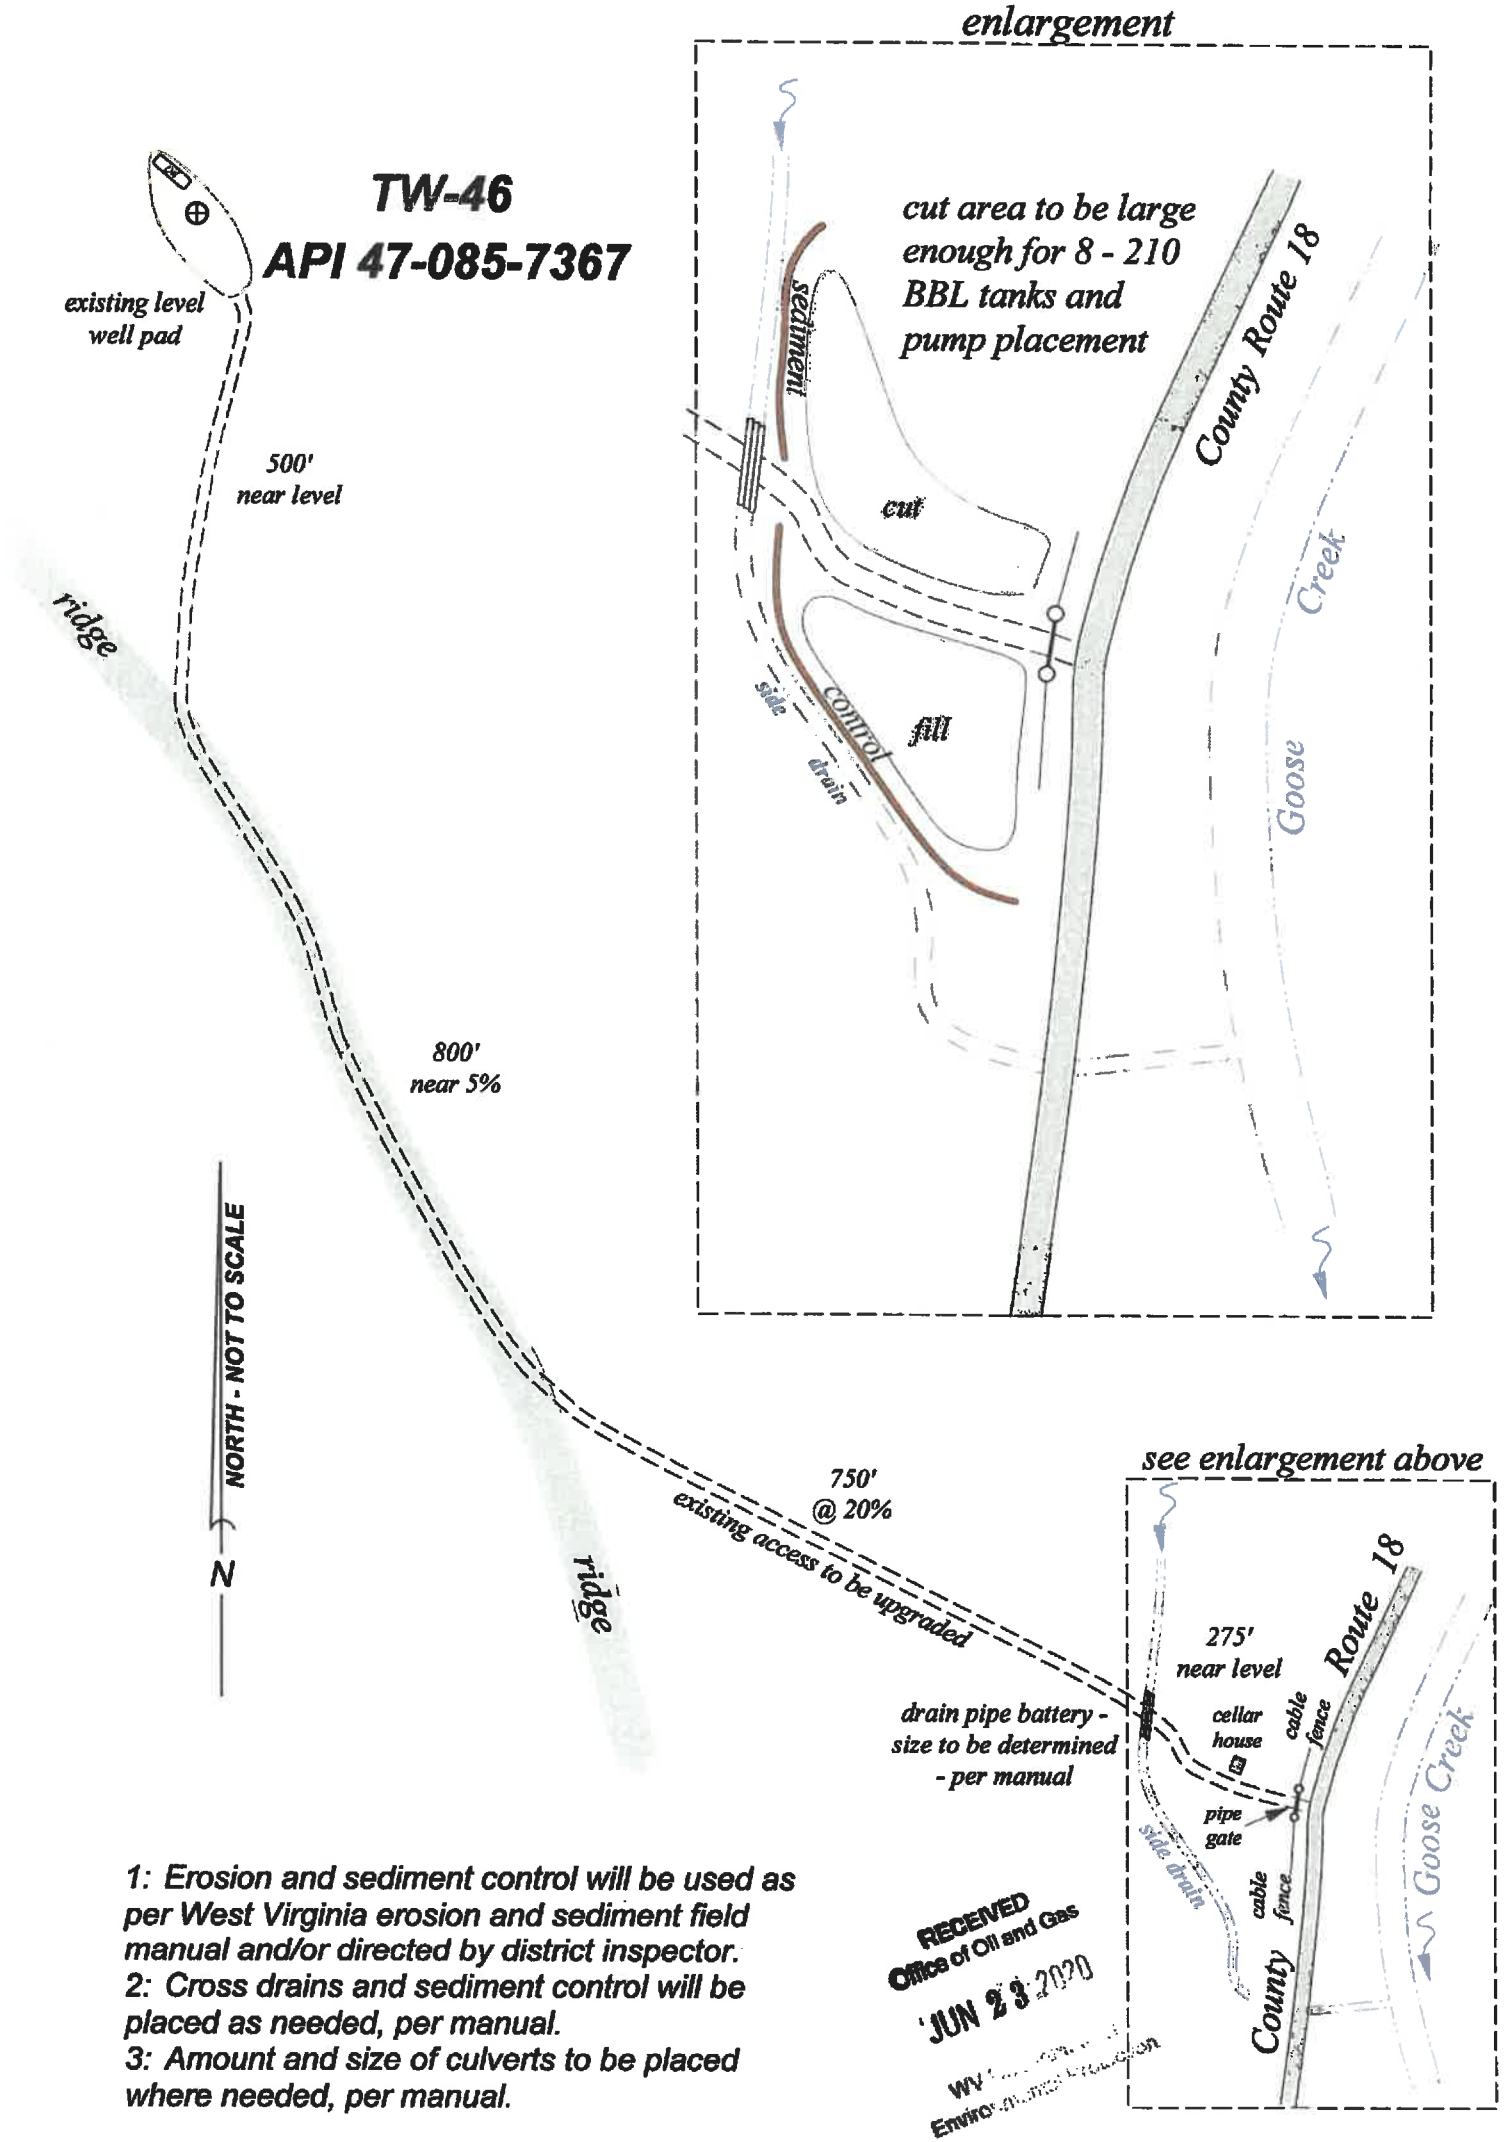 enlargement
TW-46
API 47-085-7367
existing level
well pad
cut area to be large
enough for 8 - 210
BBL tanks and
pump placement
County Route 18
sediment
500'
near level
cut
Goose Creek
ridge
control
fill
side
drain
800'
near 5%
NORTH - NOT TO SCALE
N
see enlargement above
750'
@ 20%
existing access to be upgraded
ridge
County Route 18
275'
near level
cellar
house
cable
fence
drain pipe battery -
size to be determined
- per manual
pipe
gate
side drain
cable
fence
Goose Creek
1: Erosion and sediment control will be used as
per West Virginia erosion and sediment field
manual and/or directed by district inspector.
2: Cross drains and sediment control will be
placed as needed, per manual.
3: Amount and size of culverts to be placed
where needed, per manual.
RECEIVED
Office of Oil and Gas
JUN 23 2020
WV